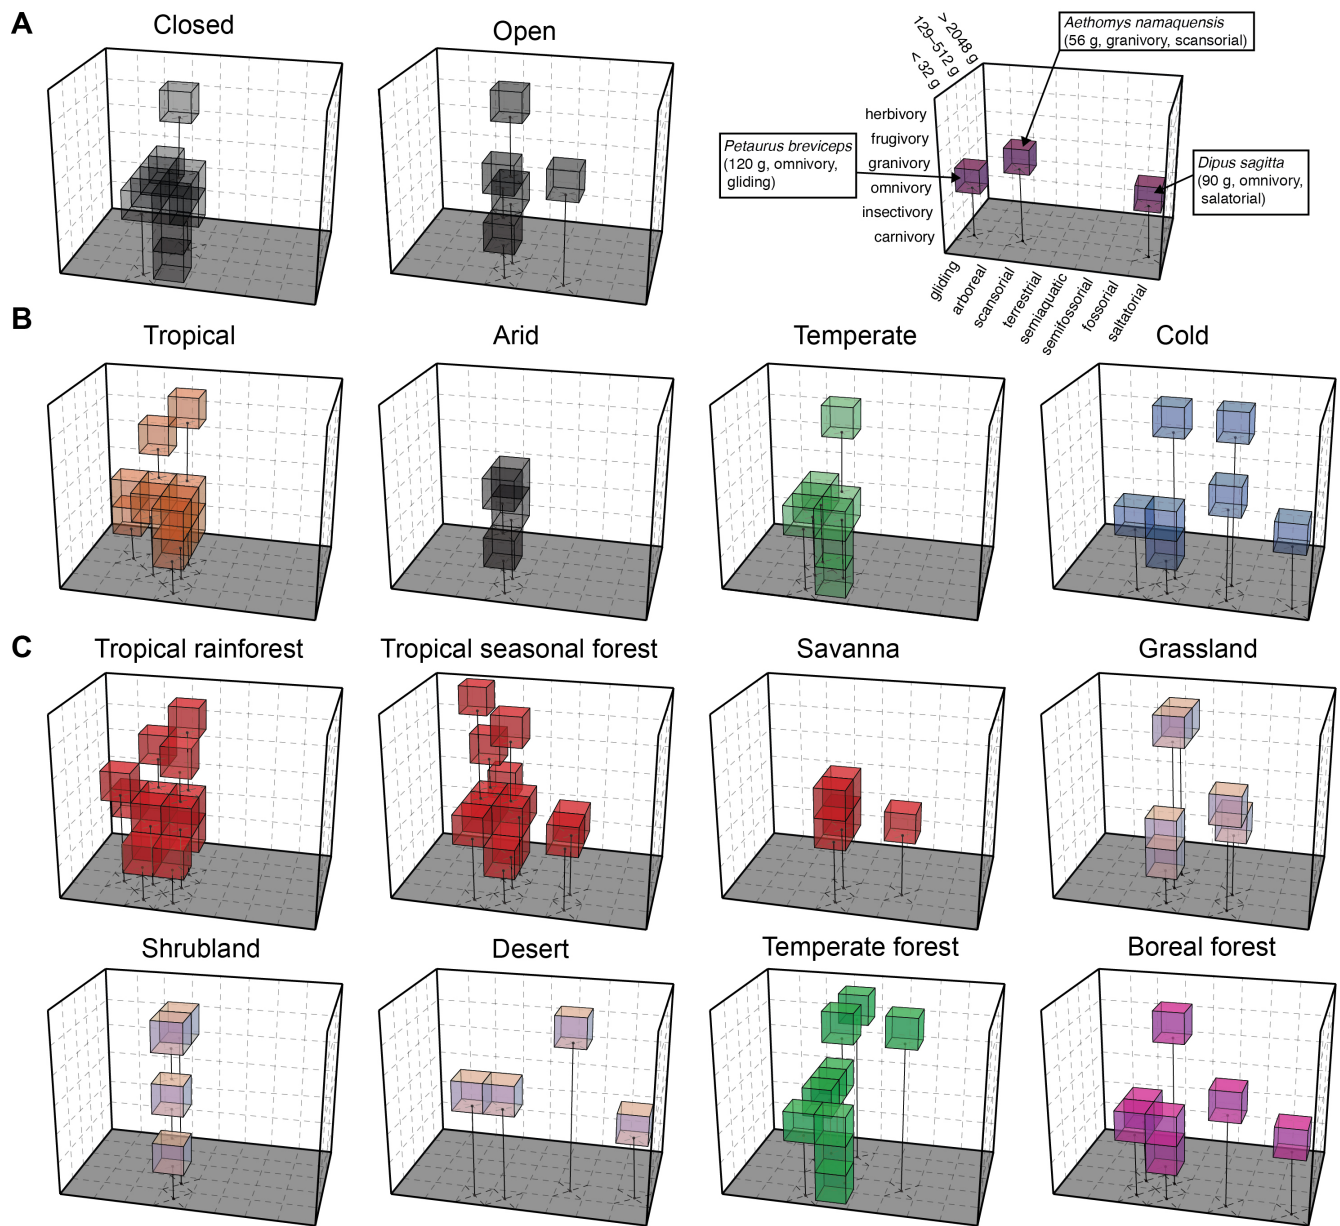 A
Closed
Open
> 2048 g
129–512 g
< 32 g
Aethomys namaquensis
(56 g, granivory, scansorial)
herbivory
frugivory
granivory
omnivory
insectivory
carnivory
Petaurus breviceps
(120 g, omnivory,
gliding)
Dipus sagitta
(90 g, omnivory,
salatorial)
gliding
arboreal
scansorial
terrestrial
semiaquatic
semifossorial
fossorial
saltatorial
B
Tropical
Arid
Temperate
Cold
C
Tropical rainforest
Tropical seasonal forest
Savanna
Grassland
Shrubland
Desert
Temperate forest
Boreal forest